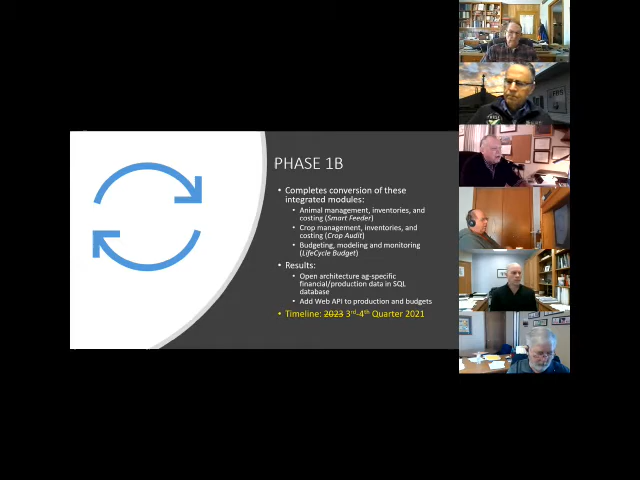 PHASE 1B
• Completes conversion of these
integrated modules:
• Animal management, inventories, and
costing (Smart Feeder)
• Crop management, inventories, and
costing (Crop Audit)
• Budgeting, modeling and monitoring
(LifeCycle Budget)
• Results:
• Open architecture ag-specific
financial/production data in SQL
database
• Add Web API to production and budgets
• Timeline: 2023 3rd-4th Quarter 2021
FBS